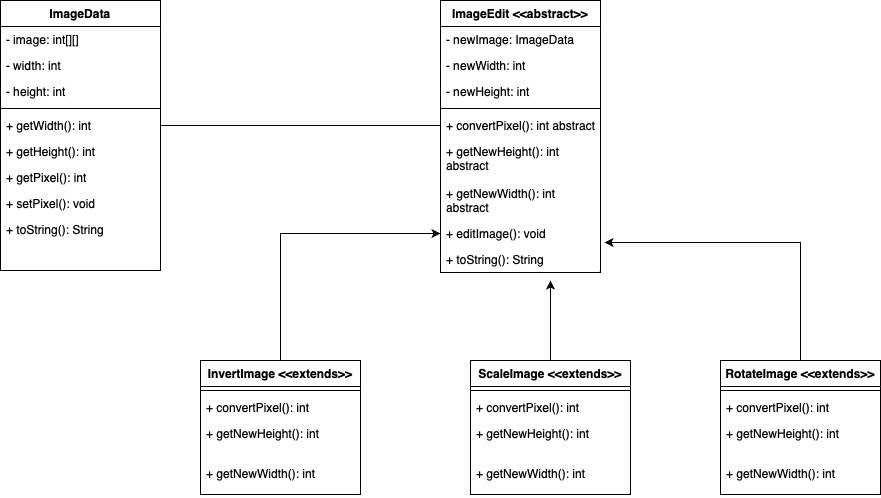 ImageData
- image: int[][]
- width: int
- height: int
+ getWidth(): int
+ getHeight(): int
+ getPixel(): int
+ setPixel(): void
+ toString(): String
ImageEdit <<abstract>>
- newImage: ImageData
- newWidth: int
- newHeight: int
+ convertPixel(): int abstract
+ getNewHeight(): int
abstract
+ getNewWidth(): int
abstract
+ editImage(): void
+ toString(): String
InvertImage <<extends>>
+ convertPixel(): int
+ getNewHeight(): int
+ getNewWidth(): int
ScaleImage <<extends>>
+ convertPixel(): int
+ getNewHeight(): int
+ getNewWidth(): int
RotateImage <<extends>>
+ convertPixel(): int
+ getNewHeight(): int
+ getNewWidth(): int